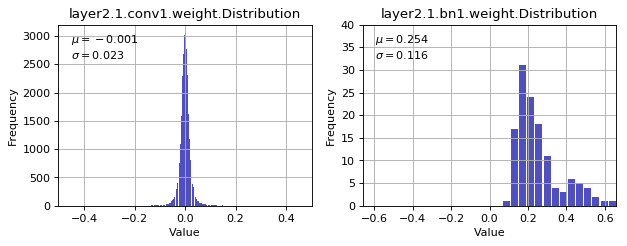 layer2.1.conv1.weight.Distribution
μ = −0.001
σ = 0.023
Frequency
3000
2500
2000
1500
1000
500
0
−0.4 −0.2 0.0 0.2 0.4
Value
layer2.1.bn1.weight.Distribution
μ = 0.254
σ = 0.116
Frequency
40
35
30
25
20
15
10
5
0
−0.6 −0.4 −0.2 0.0 0.2 0.4 0.6
Value